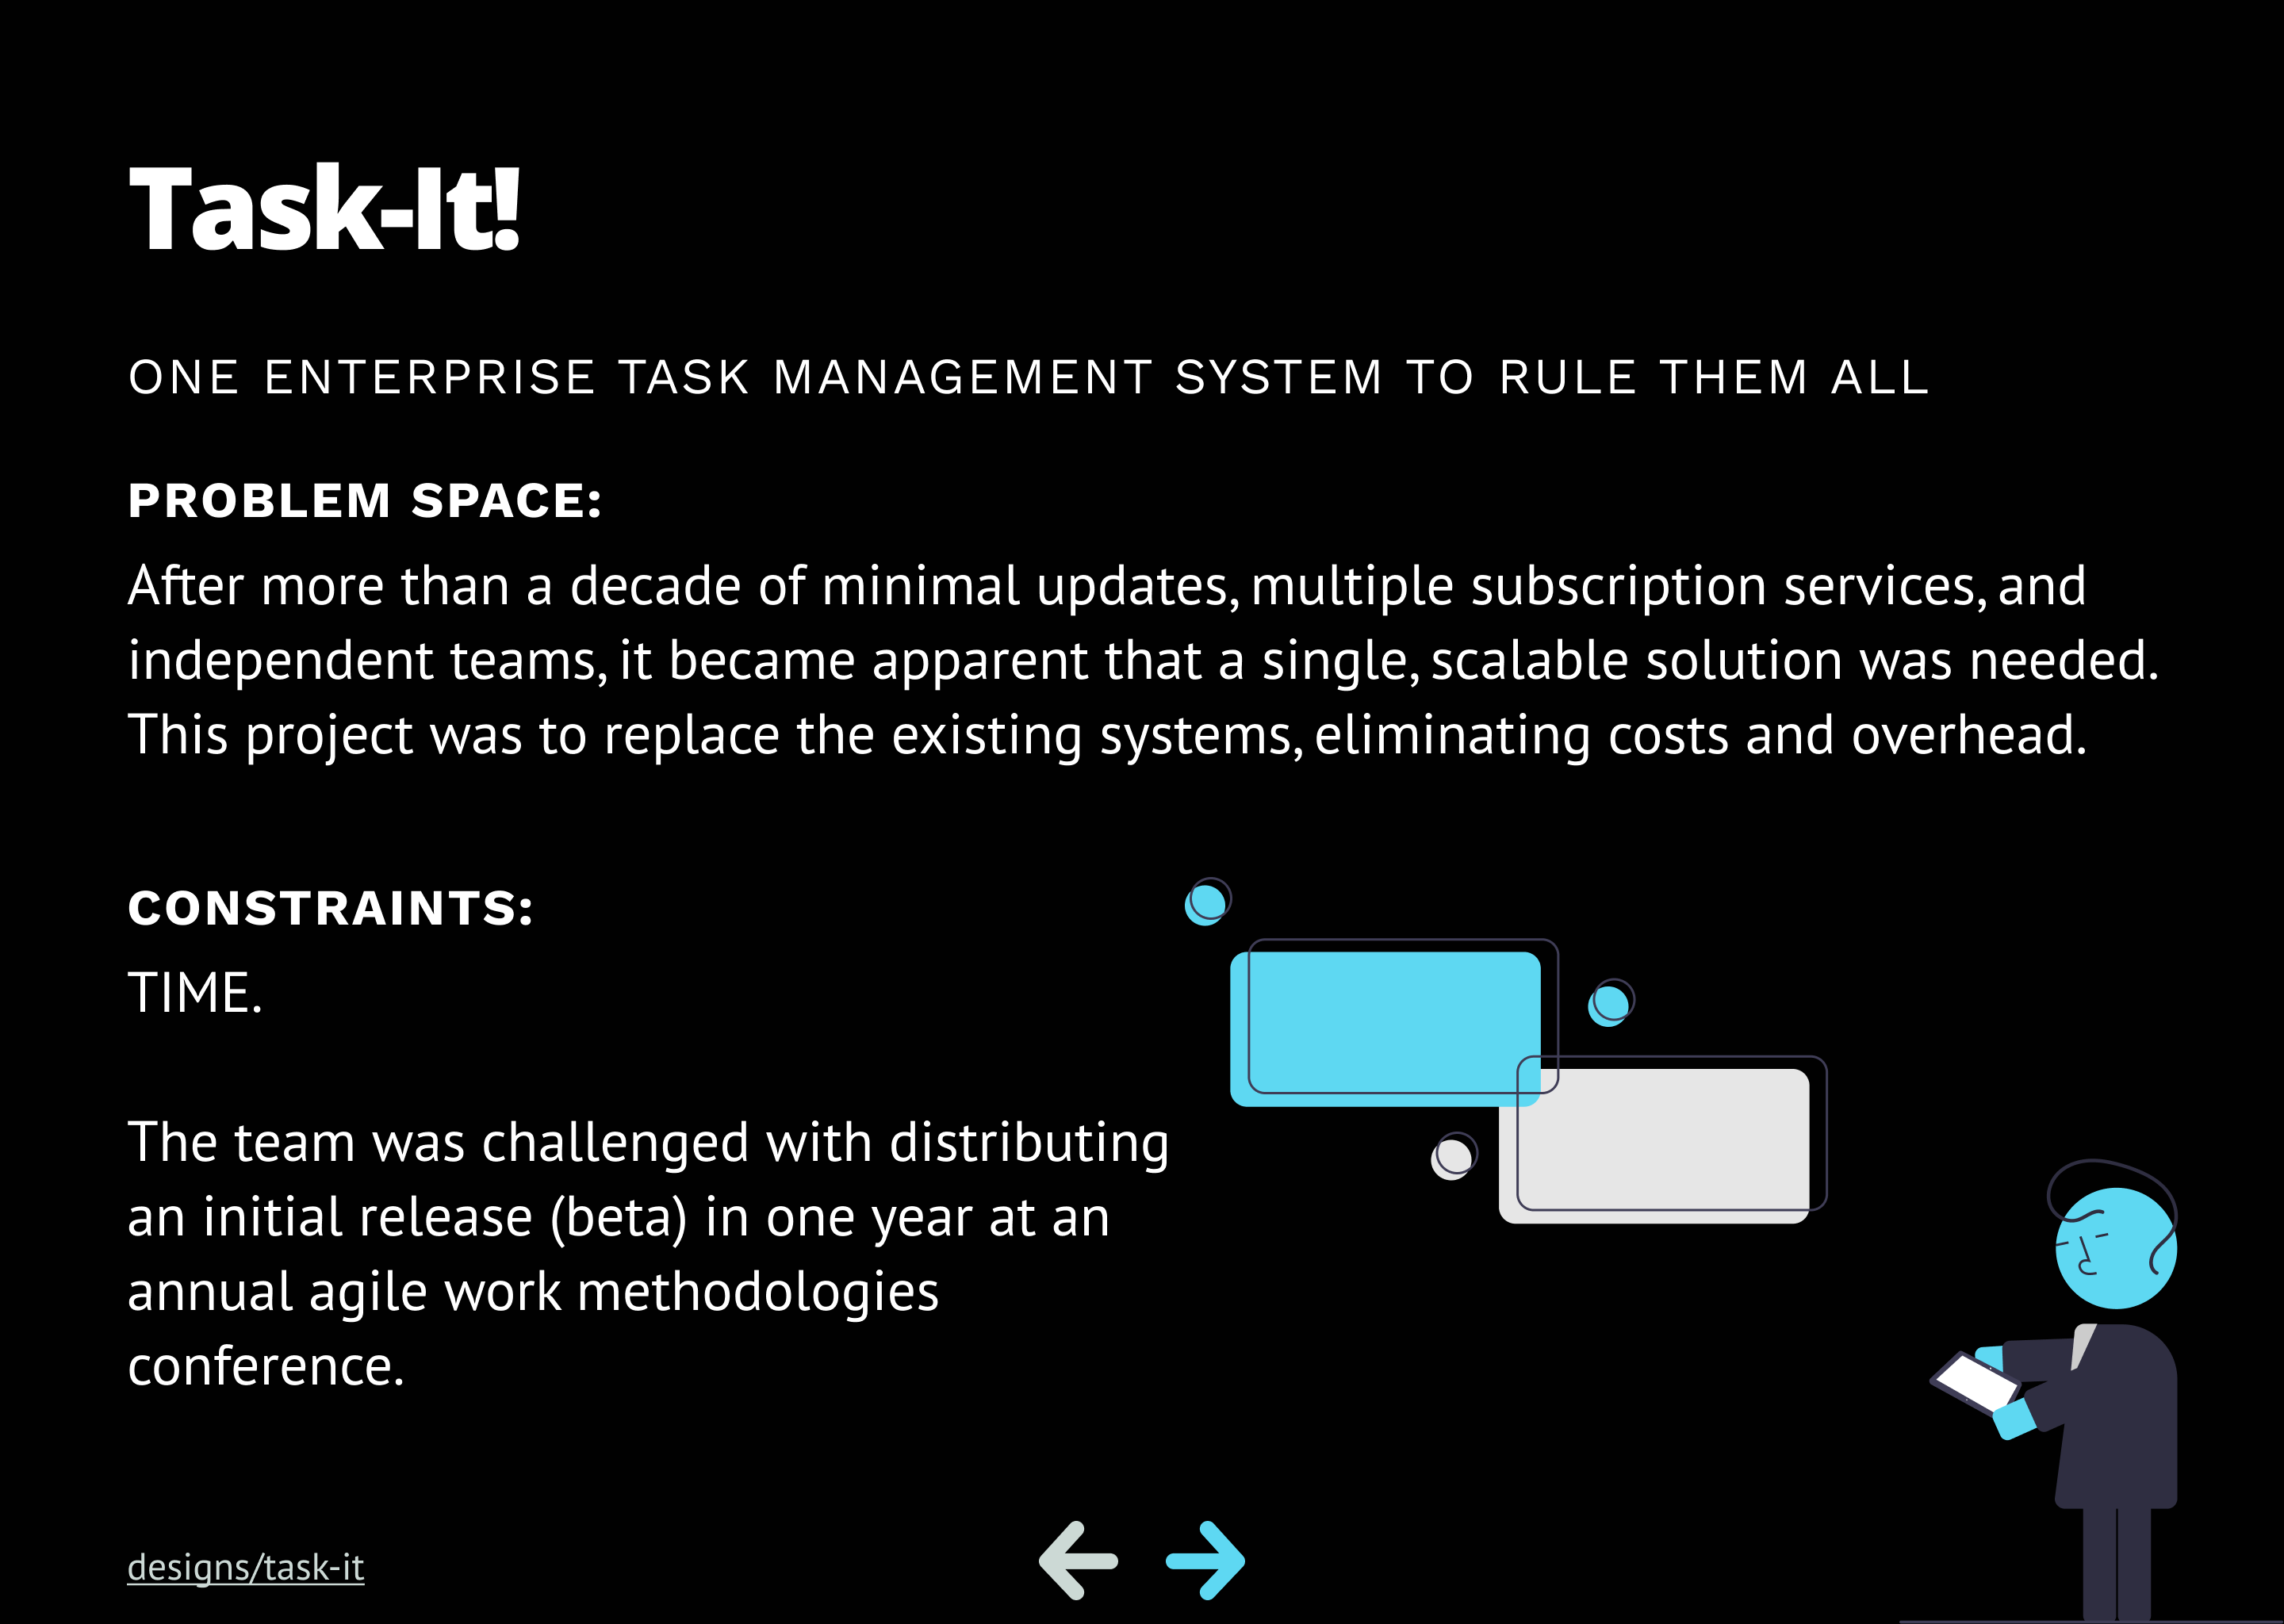 Task-It!
ONE ENTERPRISE TASK MANAGEMENT SYSTEM TO RULE THEM ALL
PROBLEM SPACE:
After more than a decade of minimal updates, multiple subscription services, and
independent teams, it became apparent that a single, scalable solution was needed.
This project was to replace the existing systems, eliminating costs and overhead.
CONSTRAINTS:
TIME.
The team was challenged with distributing
an initial release (beta) in one year at an
annual agile work methodologies
conference.
designs/task-it